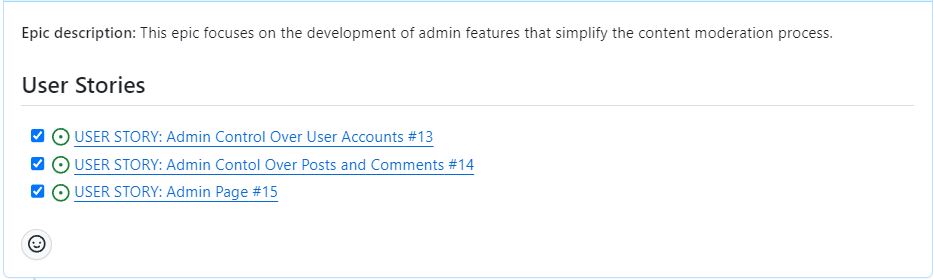 Epic description: This epic focuses on the development of admin features that simplify the content moderation process.
User Stories
USER STORY: Admin Control Over User Accounts #13
USER STORY: Admin Contol Over Posts and Comments #14
USER STORY: Admin Page #15